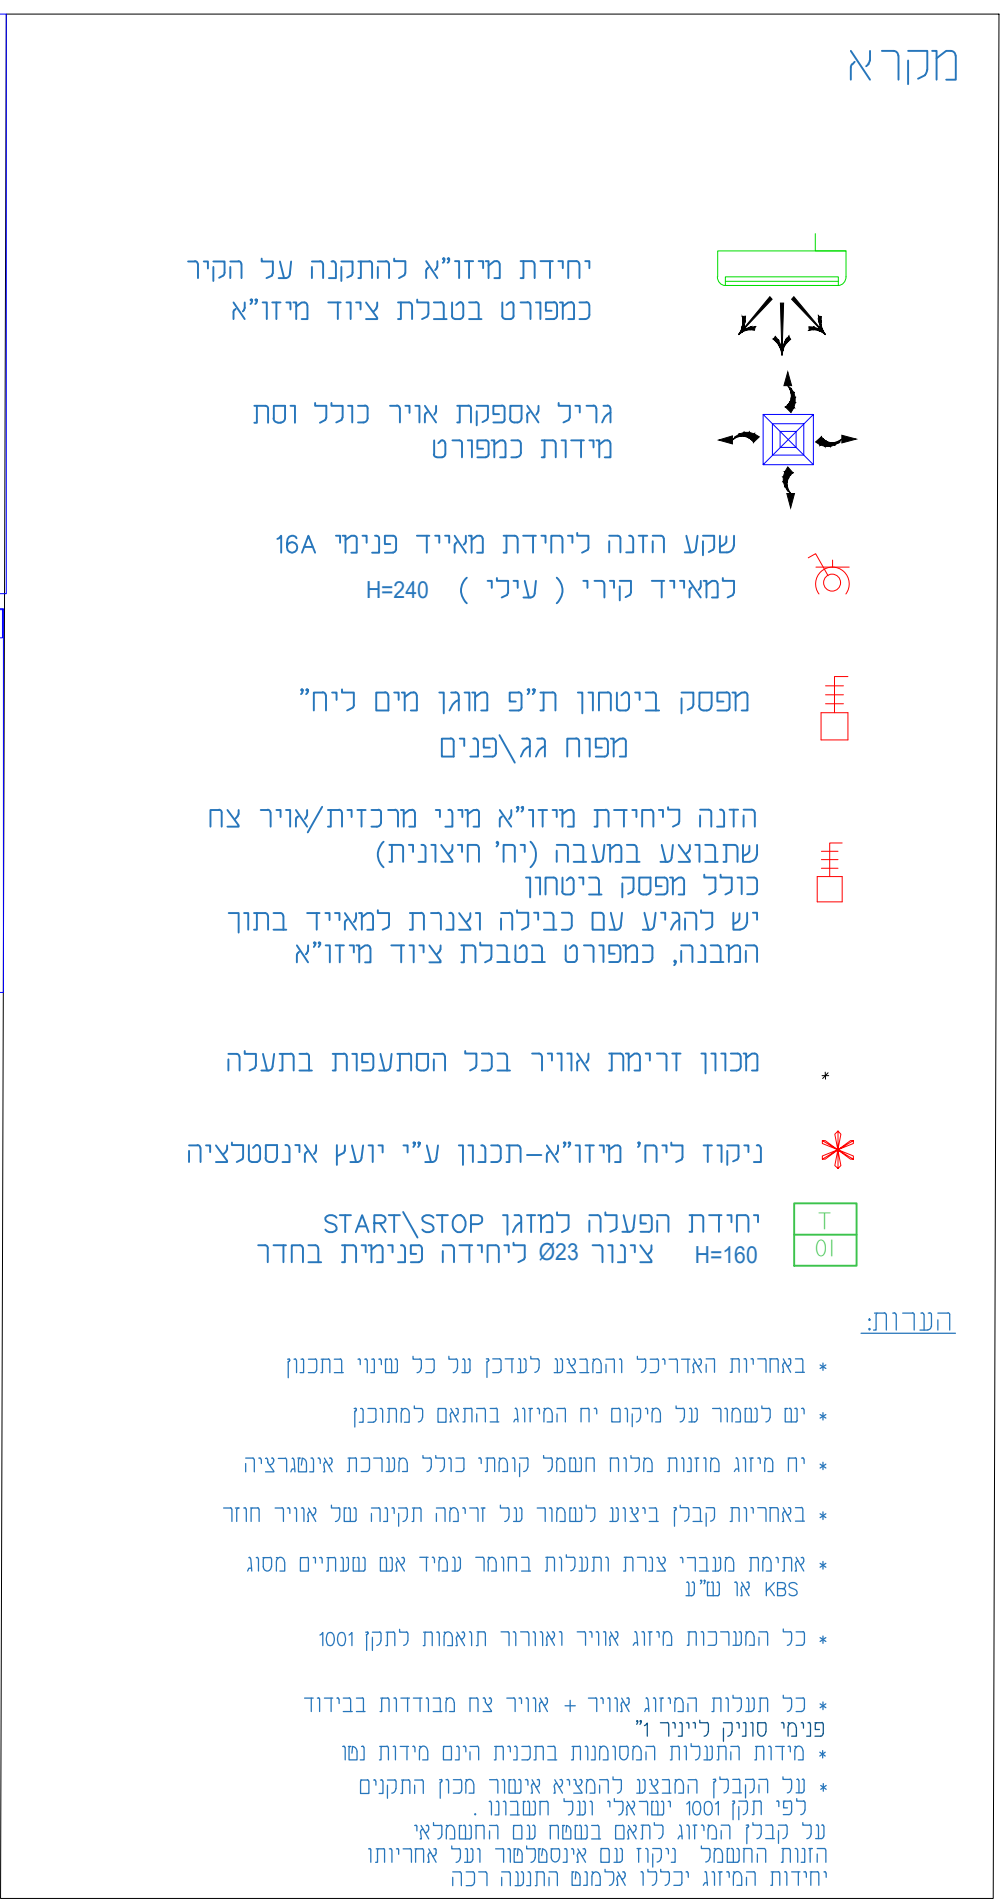 מקרא
יחידת מיזו"א להתקנה על הקיר
כמפורט בטבלת ציוד מיזו"א
גריל אספקת אויר כולל וסת
מידות כמפורט
שקע הזנה ליחידת מאייד פנימי 16A
למאייד קירי ( עילי ) H=240
מפסק ביטחון ת"פ מוגן מים ליח"
מפוח גג\פנים
הזנה ליחידת מיזו"א מיני מרכזית/אויר צח
שתבוצע במעבה (יח' חיצונית)
כולל מפסק ביטחון
יש להגיע עם כבילה וצנרת למאייד בתוך
המבנה, כמפורט בטבלת ציוד מיזו"א
מכוון זרימת אוויר בכל הסתעפות בתעלה
*
ניקוז ליח' מיזו"א-תכנון ע"י יועץ אינסטלציה
יחידת הפעלה למזגן START\STOP
T
H=160 צינור Ø23 ליחידה פנימית בחדר
OI
הערות:
* באחריות האדריכל והמבצע לעדכן על כל שינוי בתכנון
* יש לשמור על מיקום יח המיזוג בהתאם למתוכנן
* יח מיזוג מוזנות מלוח חשמל קומתי כולל מערכת אינטגרציה
* באחריות קבלן ביצוע לשמור על זרימה תקינה של אוויר חוזר
* אתימת מעברי צנרת ותעלות בחומר עמיד אש שעתיים מסוג
KBS או ש"ע
* כל המערכות מיזוג אוויר ואוורור תואמות לתקן 1001
* כל תעלות המיזוג אוויר + אוויר צח מבודדות בבידוד
פנימי סוניק ליינר 1"
* מידות התעלות המסומנות בתכנית הינם מידות נטו
* על הקבלן המבצע להמציא אישור מכון התקנים
לפי תקן 1001 ישראלי ועל חשבונו .
על קבלן המיזוג לתאם בשטח עם החשמלאי
הזנות החשמל ניקוז עם אינסטלטור ועל אחריותו
יחידות המיזוג יכללו אלמנט התנעה רכה